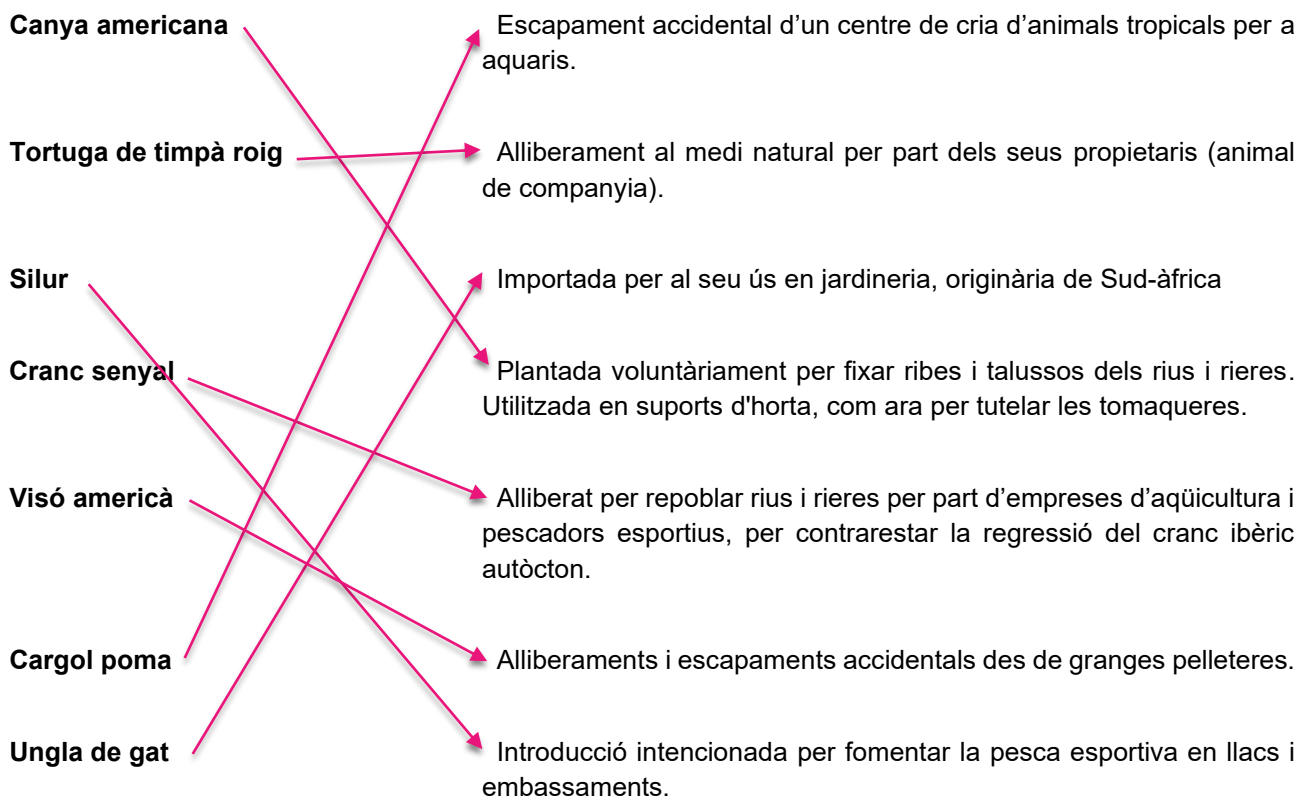 Canya americana
Escapament accidental d’un centre de cria d’animals tropicals per a
aquaris.
Tortuga de timpà roig
Alliberament al medi natural per part dels seus propietaris (animal
de companyia).
Silur
Importada per al seu ús en jardineria, originària de Sud-àfrica
Cranc senyal
Plantada voluntàriament per fixar ribes i talussos dels rius i rieres.
Utilitzada en suports d'horta, com ara per tutelar les tomaqueres.
Visó americà
Alliberat per repoblar rius i rieres per part d’empreses d’aqüicultura i
pescadors esportius, per contrarestar la regressió del cranc ibèric
autòcton.
Cargol poma
Alliberaments i escapaments accidentals des de granges pelleteres.
Ungla de gat
Introducció intencionada per fomentar la pesca esportiva en llacs i
embassaments.